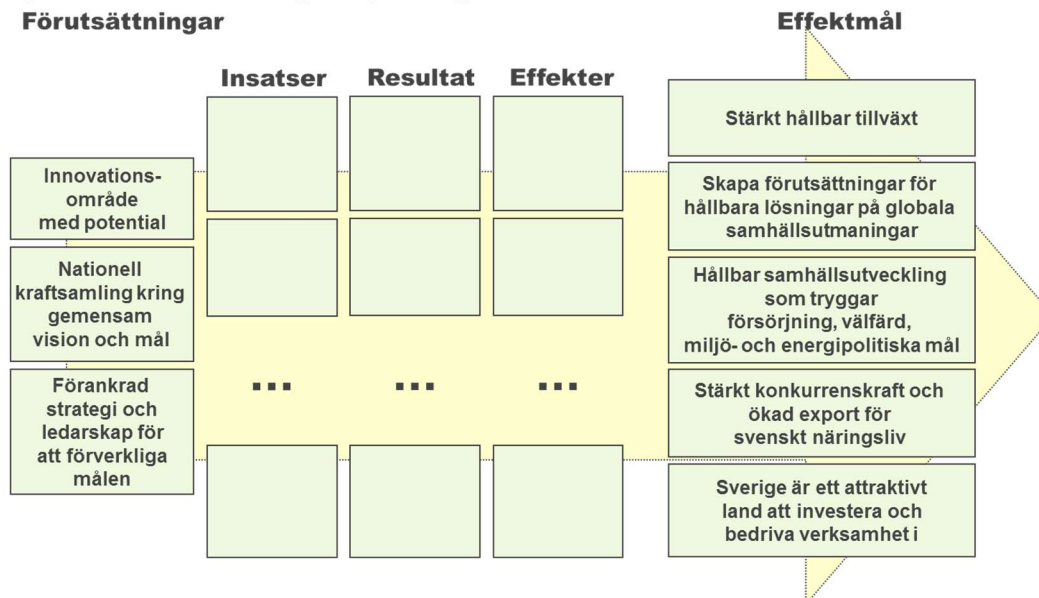 Förutsättningar
Effektmål
Insatser
Resultat
Effekter
Innovations-
område
med potential
Nationell
kraftsamling kring
gemensam
vision och mål
Förankrad
strategi och
ledarskap för
att förverkliga
målen
...
...
...
Stärkt hållbar tillväxt
Skapa förutsättningar för
hållbara lösningar på globala
samhällsutmaningar
Hållbar samhällsutveckling
som tryggar
försörjning, välfärd,
miljö- och energipolitiska mål
Stärkt konkurrenskraft och
ökad export för
svenskt näringsliv
Sverige är ett attraktivt
land att investera och
bedriva verksamhet i